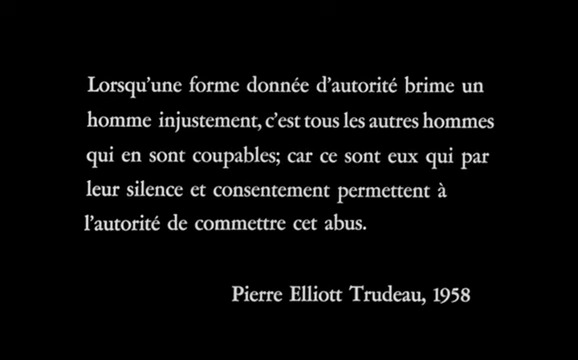 Lorsqu'une forme donnée d'autorité brime un
homme injustement, c'est tous les autres hommes
qui en sont coupables; car ce sont eux qui par
leur silence et consentement permettent à
l'autorité de commettre cet abus.
Pierre Elliott Trudeau, 1958